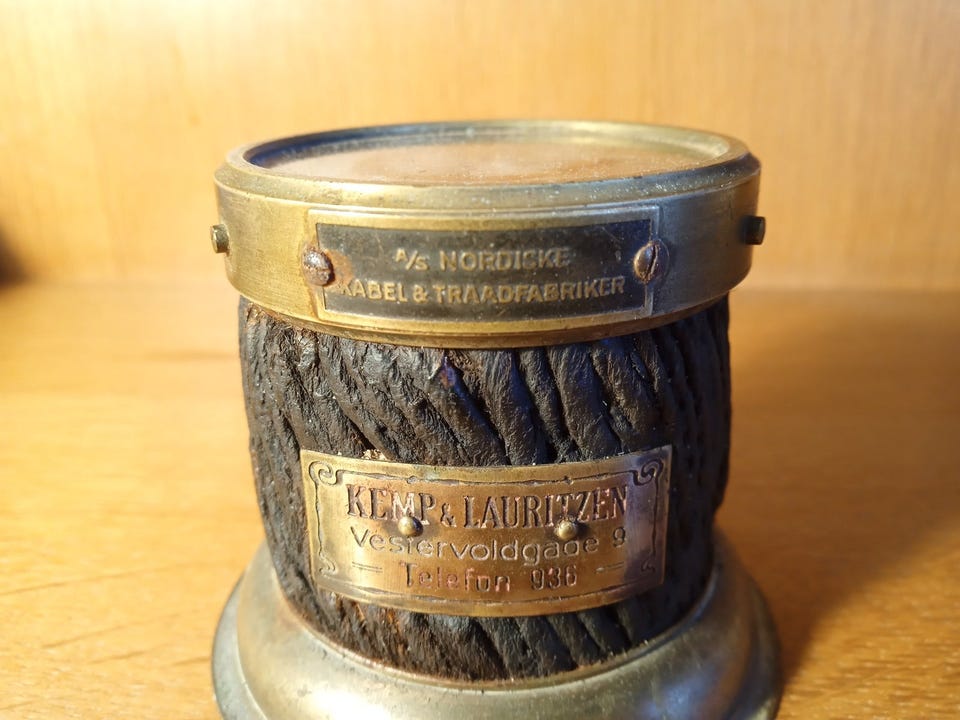 A/S NORDISKE
KABEL & TRAADFABRIKER
KEMP & LAURITZEN
Vestervoldgade 9
Telefon 936